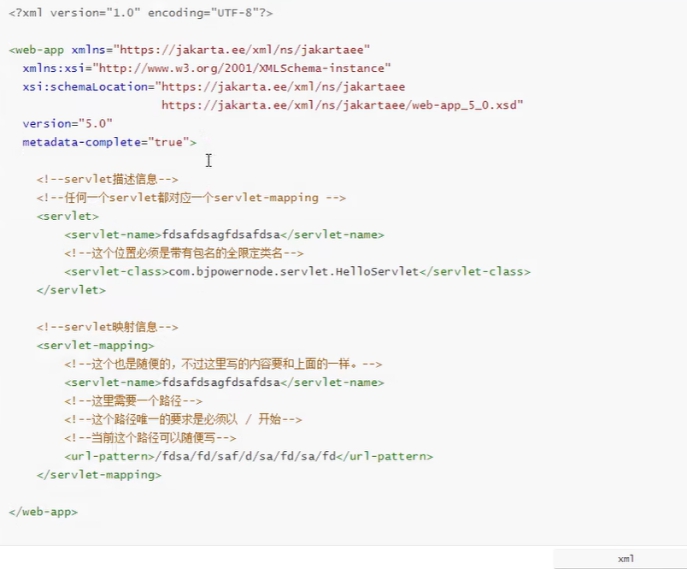 <?xml version="1.0" encoding="UTF-8"?>
<web-app xmlns="https://jakarta.ee/xml/ns/jakartaee"
xmlns:xsi="http://www.w3.org/2001/XMLSchema-instance"
xsi:schemaLocation="https://jakarta.ee/xml/ns/jakartaee
https://jakarta.ee/xml/ns/jakartaee/web-app_5_0.xsd"
version="5.0"
metadata-complete="true">
<!--servlet描述信息-->
<!--任何一个servlet都对应一个servlet-mapping -->
<servlet>
<servlet-name>fdsafdsagfdsafdsa</servlet-name>
<!--这个位置必须是带有包名的全限定类名-->
<servlet-class>com.bjpowernode.servlet.HelloServlet</servlet-class>
</servlet>
<!--servlet映射信息-->
<servlet-mapping>
<!--这个也是随便的，不过这里写的内容要和上面的一样。-->
<servlet-name>fdsafdsagfdsafdsa</servlet-name>
<!--这里需要一个路径-->
<!--这个路径唯一的要求是必须以 / 开始-->
<!--当前这个路径可以随便写-->
<url-pattern>/fdsa/fd/saf/d/sa/fd/sa/fd</url-pattern>
</servlet-mapping>
</web-app>
xml